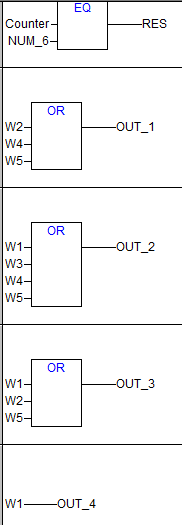 EQ
Counter RES
NUM_6
OR
W2 OUT_1
W4
W5
OR
W1 OUT_2
W3
W4
W5
OR
W1 OUT_3
W2
W5
W1 OUT_4